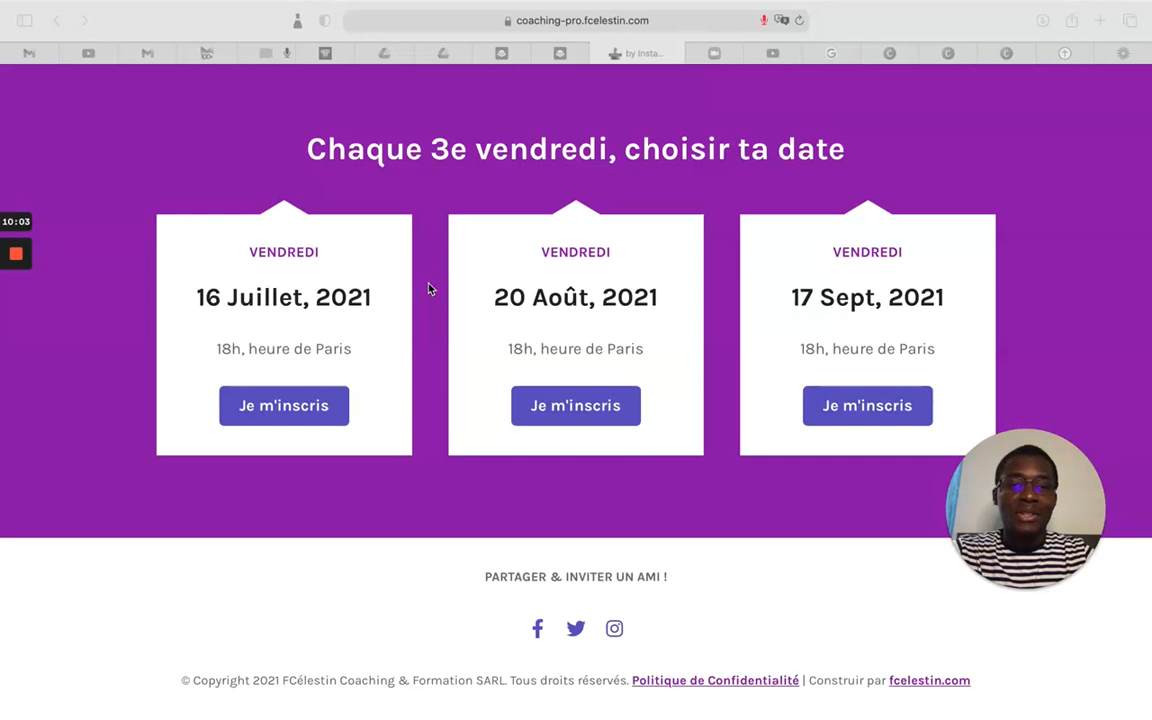 coaching-pro.fcelestin.com
by Insta...
Chaque 3e vendredi, choisir ta date
10:03
VENDREDI
16 Juillet, 2021
18h, heure de Paris
Je m'inscris
VENDREDI
20 Août, 2021
18h, heure de Paris
Je m'inscris
VENDREDI
17 Sept, 2021
18h, heure de Paris
Je m'inscris
PARTAGER & INVITER UN AMI !
© Copyright 2021 FCélestin Coaching & Formation SARL. Tous droits réservés. Politique de Confidentialité | Construir par fcelestin.com